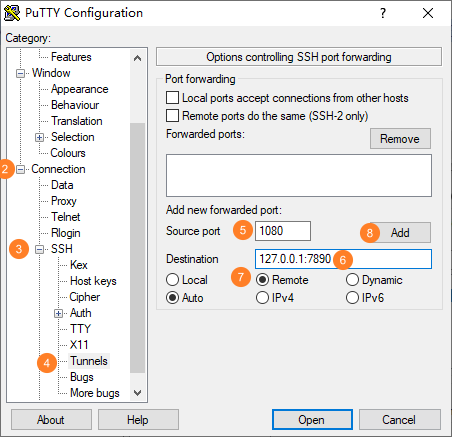 PuTTY Configuration
?
Category:
Features
Window
Appearance
Behaviour
Translation
Selection
Colours
2 Connection
Data
Proxy
Telnet
Rlogin
3 SSH
Kex
Host keys
Cipher
Auth
TTY
X11
4 Tunnels
Bugs
More bugs
Options controlling SSH port forwarding
Port forwarding
Local ports accept connections from other hosts
Remote ports do the same (SSH-2 only)
Forwarded ports:
Remove
Add new forwarded port:
Source port 5 1080 8 Add
Destination 127.0.0.1:7890 6
Local 7 Remote Dynamic
Auto IPv4 IPv6
About Help Open Cancel